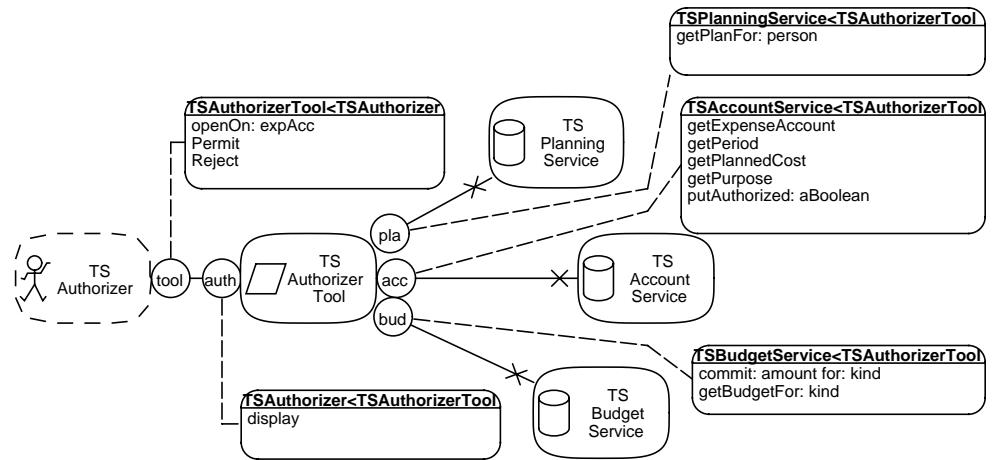 TSPlanningService<TSAuthorizerTool
getPlanFor: person
TSAuthorizerTool<TSAuthorizer
openOn: expAcc
Permit
Reject
TS
Planning
Service
TSAccountService<TSAuthorizerTool
getExpenseAccount
getPeriod
getPlannedCost
getPurpose
putAuthorized: aBoolean
TS
Authorizer
tool
auth
TS
Authorizer
Tool
pla
acc
bud
TS
Account
Service
TSBudgetService<TSAuthorizerTool
commit: amount for: kind
getBudgetFor: kind
TSAuthorizer<TSAuthorizerTool
display
TS
Budget
Service